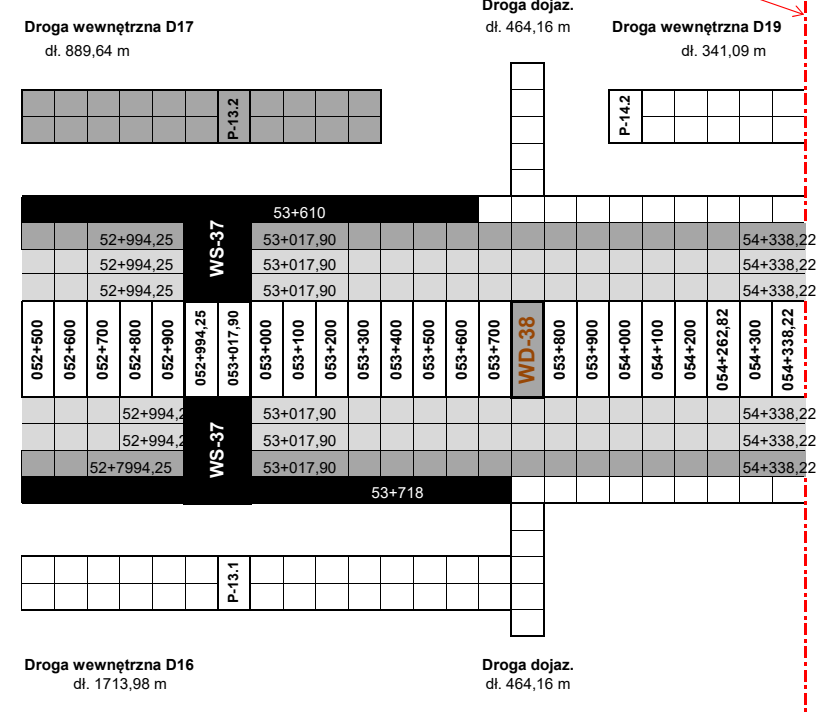 Droga dojaz.
dł. 464,16 m
Droga wewnętrzna D17
dł. 889,64 m
Droga wewnętrzna D19
dł. 341,09 m
P-13.2
P-14.2
53+610
WS-37
52+994,25
53+017,90
54+338,22
52+994,25
53+017,90
54+338,22
52+994,25
53+017,90
54+338,22
052+500
052+600
052+700
052+800
052+900
052+994,25
053+017,90
053+000
053+100
053+200
053+300
053+400
053+500
053+600
053+700
WD-38
053+800
053+900
054+000
054+100
054+200
054+262,82
054+300
054+338,22
52+994,2
53+017,90
54+338,22
52+994,2
53+017,90
54+338,22
WS-37
52+7994,25
53+017,90
54+338,22
53+718
P-13.1
Droga wewnętrzna D16
dł. 1713,98 m
Droga dojaz.
dł. 464,16 m